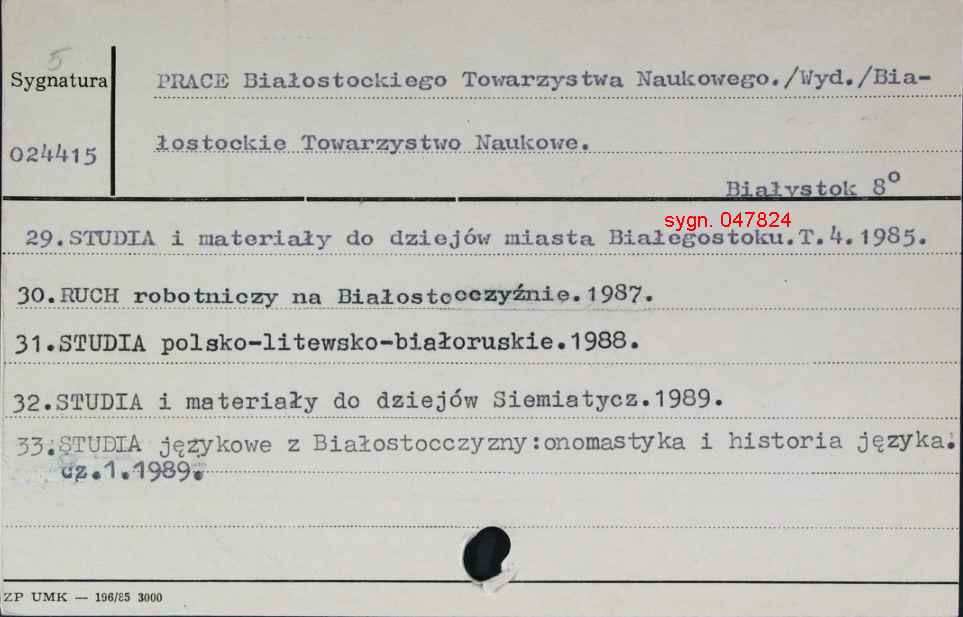 5
Sygnatura
PRACE Białostockiego Towarzystwa Naukowego./Wyd./Bia-
024415
łostockie Towarzystwo Naukowe.
Białystok 8°
sygn. 047824
29.STUDIA i materiały do dziejów miasta Białegostoku.T.4.1985.
30.RUCH robotniczy na Białostocczyźnie.1987.
31.STUDIA polsko-litewsko-białoruskie.1988.
32.STUDIA i materiały do dziejów Siemiatycz.1989.
33.STUDIA językowe z Białostocczyzny:onomastyka i historia języka.
cz.1.1989.
ZP UMK — 196/85 3000